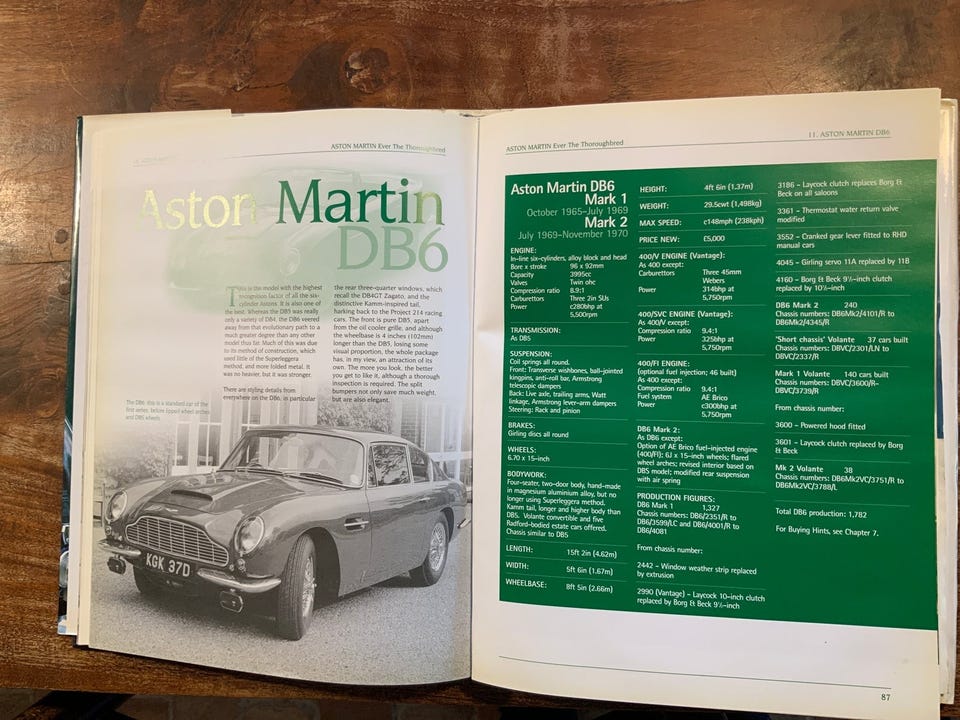 ASTON MARTIN Ever The Thoroughbred
Aston Martin
DB6
This is the model with the highest
recognition factor of all the six-
cylinder Astons. It is also one of
the best. Whereas the DB5 was really
only a variety of DB4, the DB6 veered
away from that evolutionary path to a
much greater degree than any other
model thus far. Much of this was due
to its method of construction, which
used little of the Superleggera
method, and more folded metal. It
was no heavier, but it was stronger.
There are styling details from
everywhere on the DB6, in particular
the rear three-quarter windows, which
recall the DB4GT Zagato, and the
distinctive Kamm-inspired tail,
harking back to the Project 214 racing
cars. The front is pure DB5, apart
from the oil cooler grille, and although
the wheelbase is 4 inches (102mm)
longer than the DB5, losing some
visual proportion, the whole package
has, in my view, an attraction of its
own. The more you look, the better
you get to like it, although a thorough
inspection is required. The split
bumpers not only save much weight,
but are also elegant.
The DB6: this is a standard car of the
first series, before lipped wheel arches
and DBS wheels.
KGK 37D
ASTON MARTIN Ever The Thoroughbred
11. ASTON MARTIN DB6
Aston Martin DB6
Mark 1
October 1965–July 1969
Mark 2
July 1969–November 1970
ENGINE:
In-line six-cylinders, alloy block and head
Bore x stroke 96 x 92mm
Capacity 3995cc
Valves Twin ohc
Compression ratio 8.9:1
Carburettors Three 2in SUs
Power c280bhp at
5,500rpm
TRANSMISSION:
As DB5
SUSPENSION:
Coil springs all round.
Front: Transverse wishbones, ball-jointed
kingpins, anti-roll bar, Armstrong
telescopic dampers
Back: Live axle, trailing arms, Watt
linkage, Armstrong lever-arm dampers
Steering: Rack and pinion
BRAKES:
Girling discs all round
WHEELS:
6.70 x 15-inch
BODYWORK:
Four-seater, two-door body, hand-made
in magnesium aluminium alloy, but no
longer using Superleggera method.
Kamm tail, longer and higher body than
DB5. Volante convertible and five
Radford-bodied estate cars offered.
Chassis similar to DB5
LENGTH: 15ft 2in (4.62m)
WIDTH: 5ft 6in (1.67m)
WHEELBASE: 8ft 5in (2.66m)
HEIGHT: 4ft 6in (1.37m)
WEIGHT: 29.5cwt (1,498kg)
MAX SPEED: c148mph (238kph)
PRICE NEW: £5,000
400/V ENGINE (Vantage):
As 400 except:
Carburettors Three 45mm
Webers
Power 314bhp at
5,750rpm
400/SVC ENGINE (Vantage):
As 400/V except:
Compression ratio 9.4:1
Power 325bhp at
5,750rpm
400/FI ENGINE:
(optional fuel injection; 46 built)
As 400 except:
Compression ratio 9.4:1
Fuel system AE Brico
Power c300bhp at
5,750rpm
DB6 Mark 2:
As DB6 except:
Option of AE Brico fuel-injected engine
(400/FI); 6J x 15-inch wheels; flared
wheel arches; revised interior based on
DBS model; modified rear suspension
with air spring
PRODUCTION FIGURES:
DB6 Mark 1 1,327
Chassis numbers: DB6/2351/R to
DB6/3599/LC and DB6/4001/R to
DB6/4081
From chassis number:
2442 – Window weather strip replaced
by extrusion
2990 (Vantage) – Laycock 10-inch clutch
replaced by Borg & Beck 9½-inch
3186 – Laycock clutch replaces Borg &
Beck on all saloons
3361 – Thermostat water return valve
modified
3552 – Cranked gear lever fitted to RHD
manual cars
4045 – Girling servo 11A replaced by 11B
4160 – Borg & Beck 9½-inch clutch
replaced by 10½-inch
DB6 Mark 2 240
Chassis numbers: DB6Mk2/4101/R to
DB6Mk2/4345/R
'Short chassis' Volante 37 cars built
Chassis numbers: DBVC/2301/LN to
DBVC/2337/R
Mark 1 Volante 140 cars built
Chassis numbers: DBVC/3600/R–
DBVC/3739/R
From chassis number:
3600 – Powered hood fitted
3601 – Laycock clutch replaced by Borg
& Beck
Mk 2 Volante 38
Chassis numbers: DB6Mk2VC/3751/R to
DB6Mk2VC/3788/L
Total DB6 production: 1,782
For Buying Hints, see Chapter 7.
87